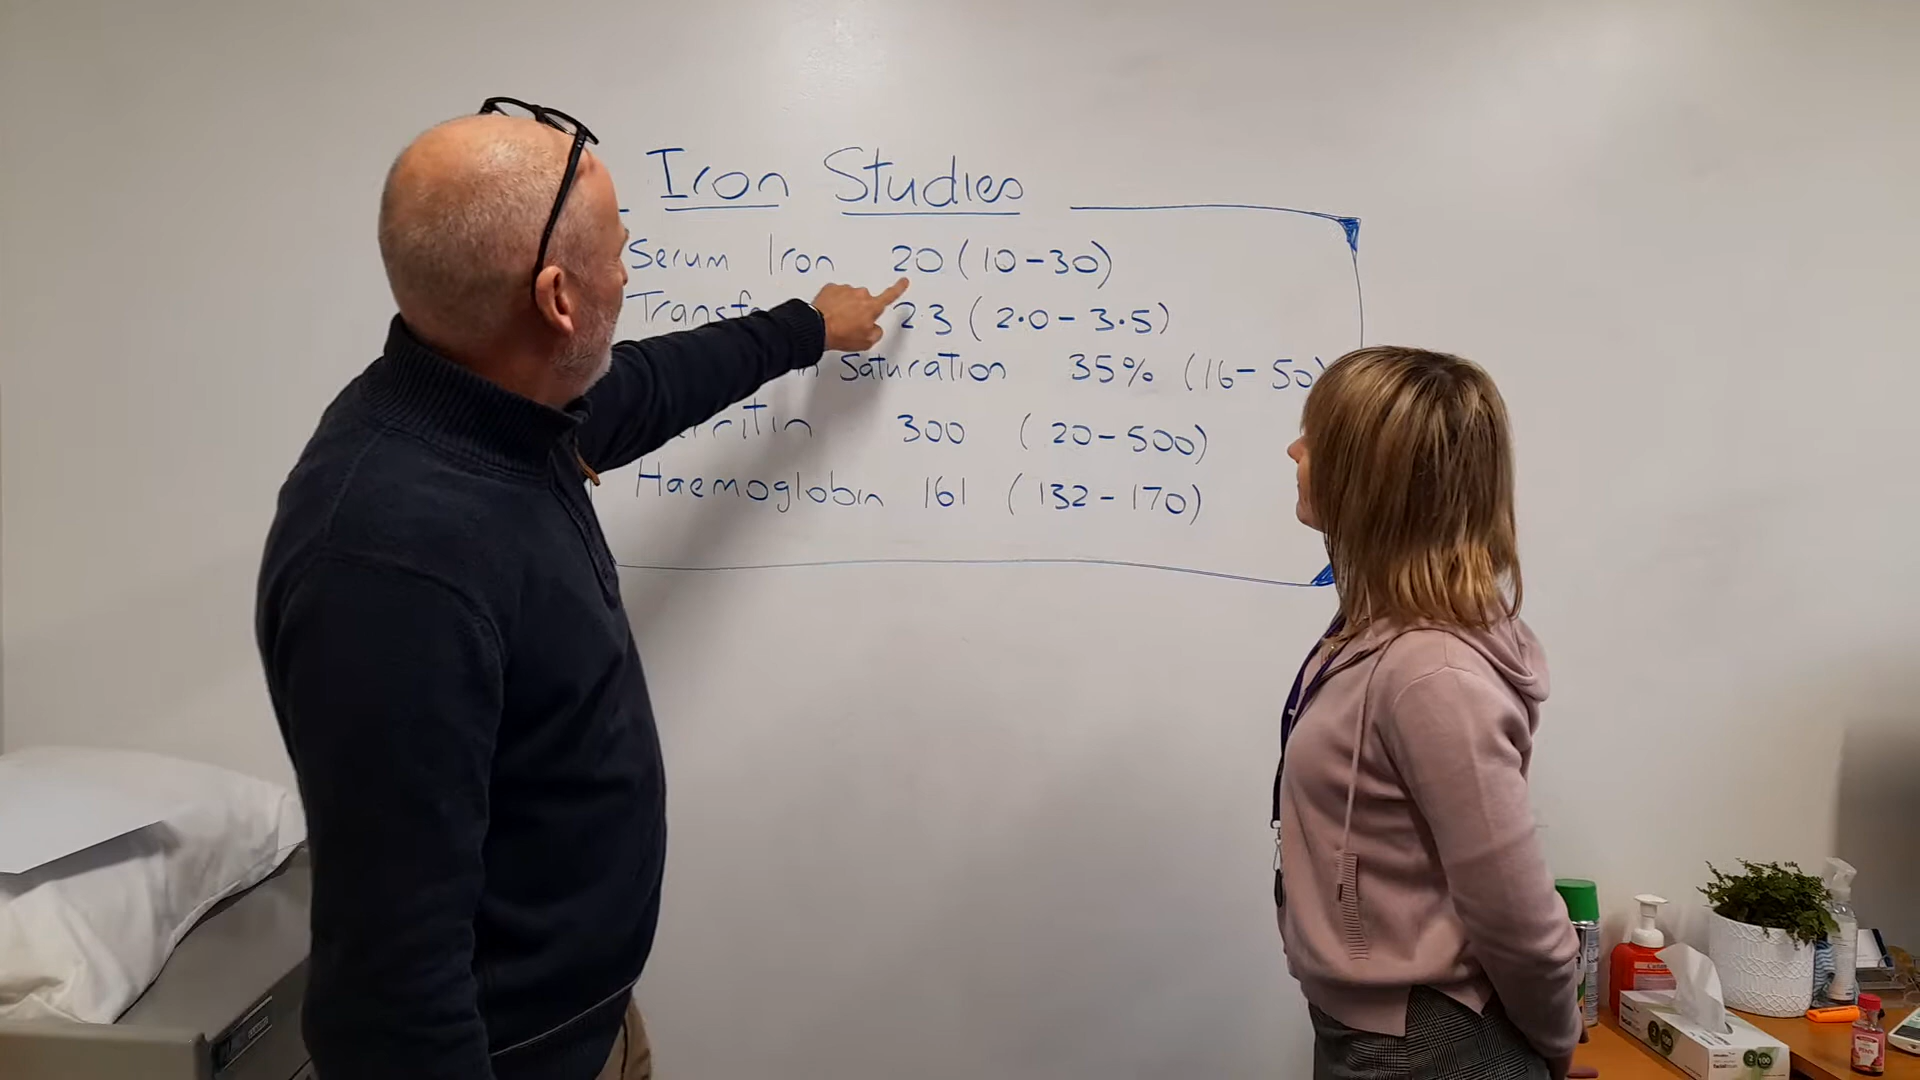 Iron Studies
Serum Iron 20 (10-30)
2.3 (2.0 - 3.5)
Saturation 35% (16-50)
300 (20-500)
Haemoglobin 161 (132-170)